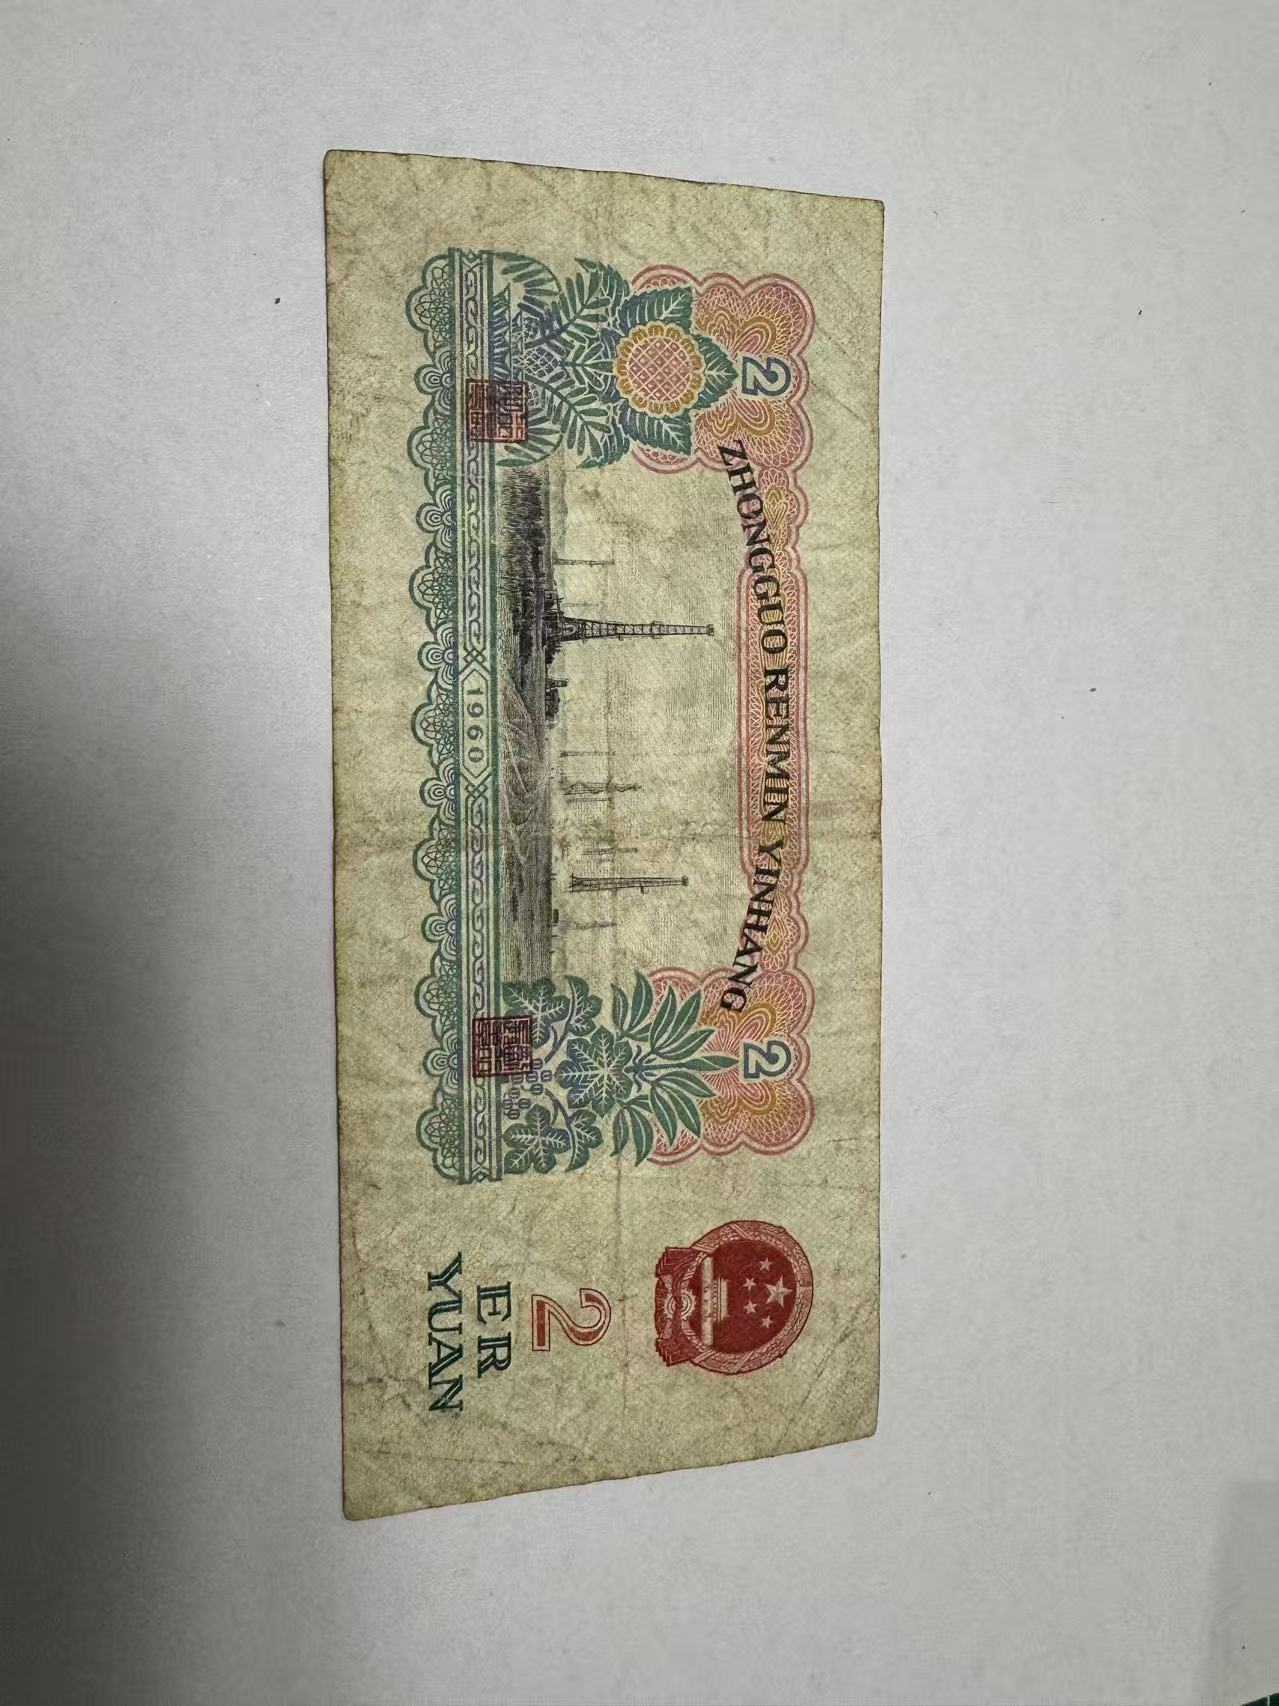 ZHONGGUO RENMIN YINHANG
2
2
1960
2
ER
YUAN